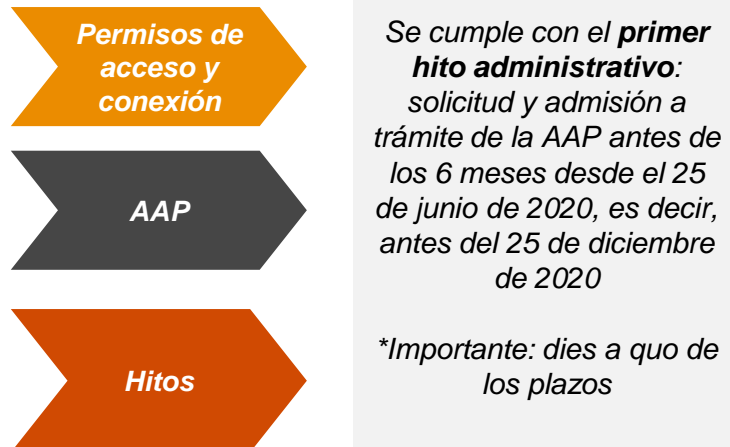 Permisos de
acceso y
conexión
AAP
Hitos
Se cumple con el primer
hito administrativo:
solicitud y admisión a
trámite de la AAP antes de
los 6 meses desde el 25
de junio de 2020, es decir,
antes del 25 de diciembre
de 2020
*Importante: dies a quo de
los plazos